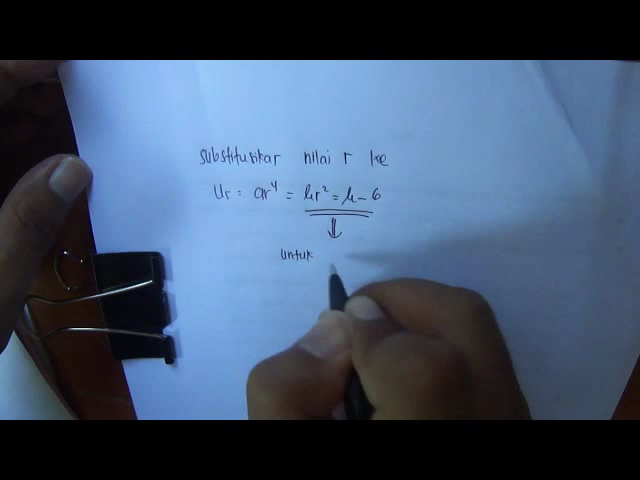 substitusikan nilai r ke
U₅ = ar⁴ = kr² = k - 6
untuk